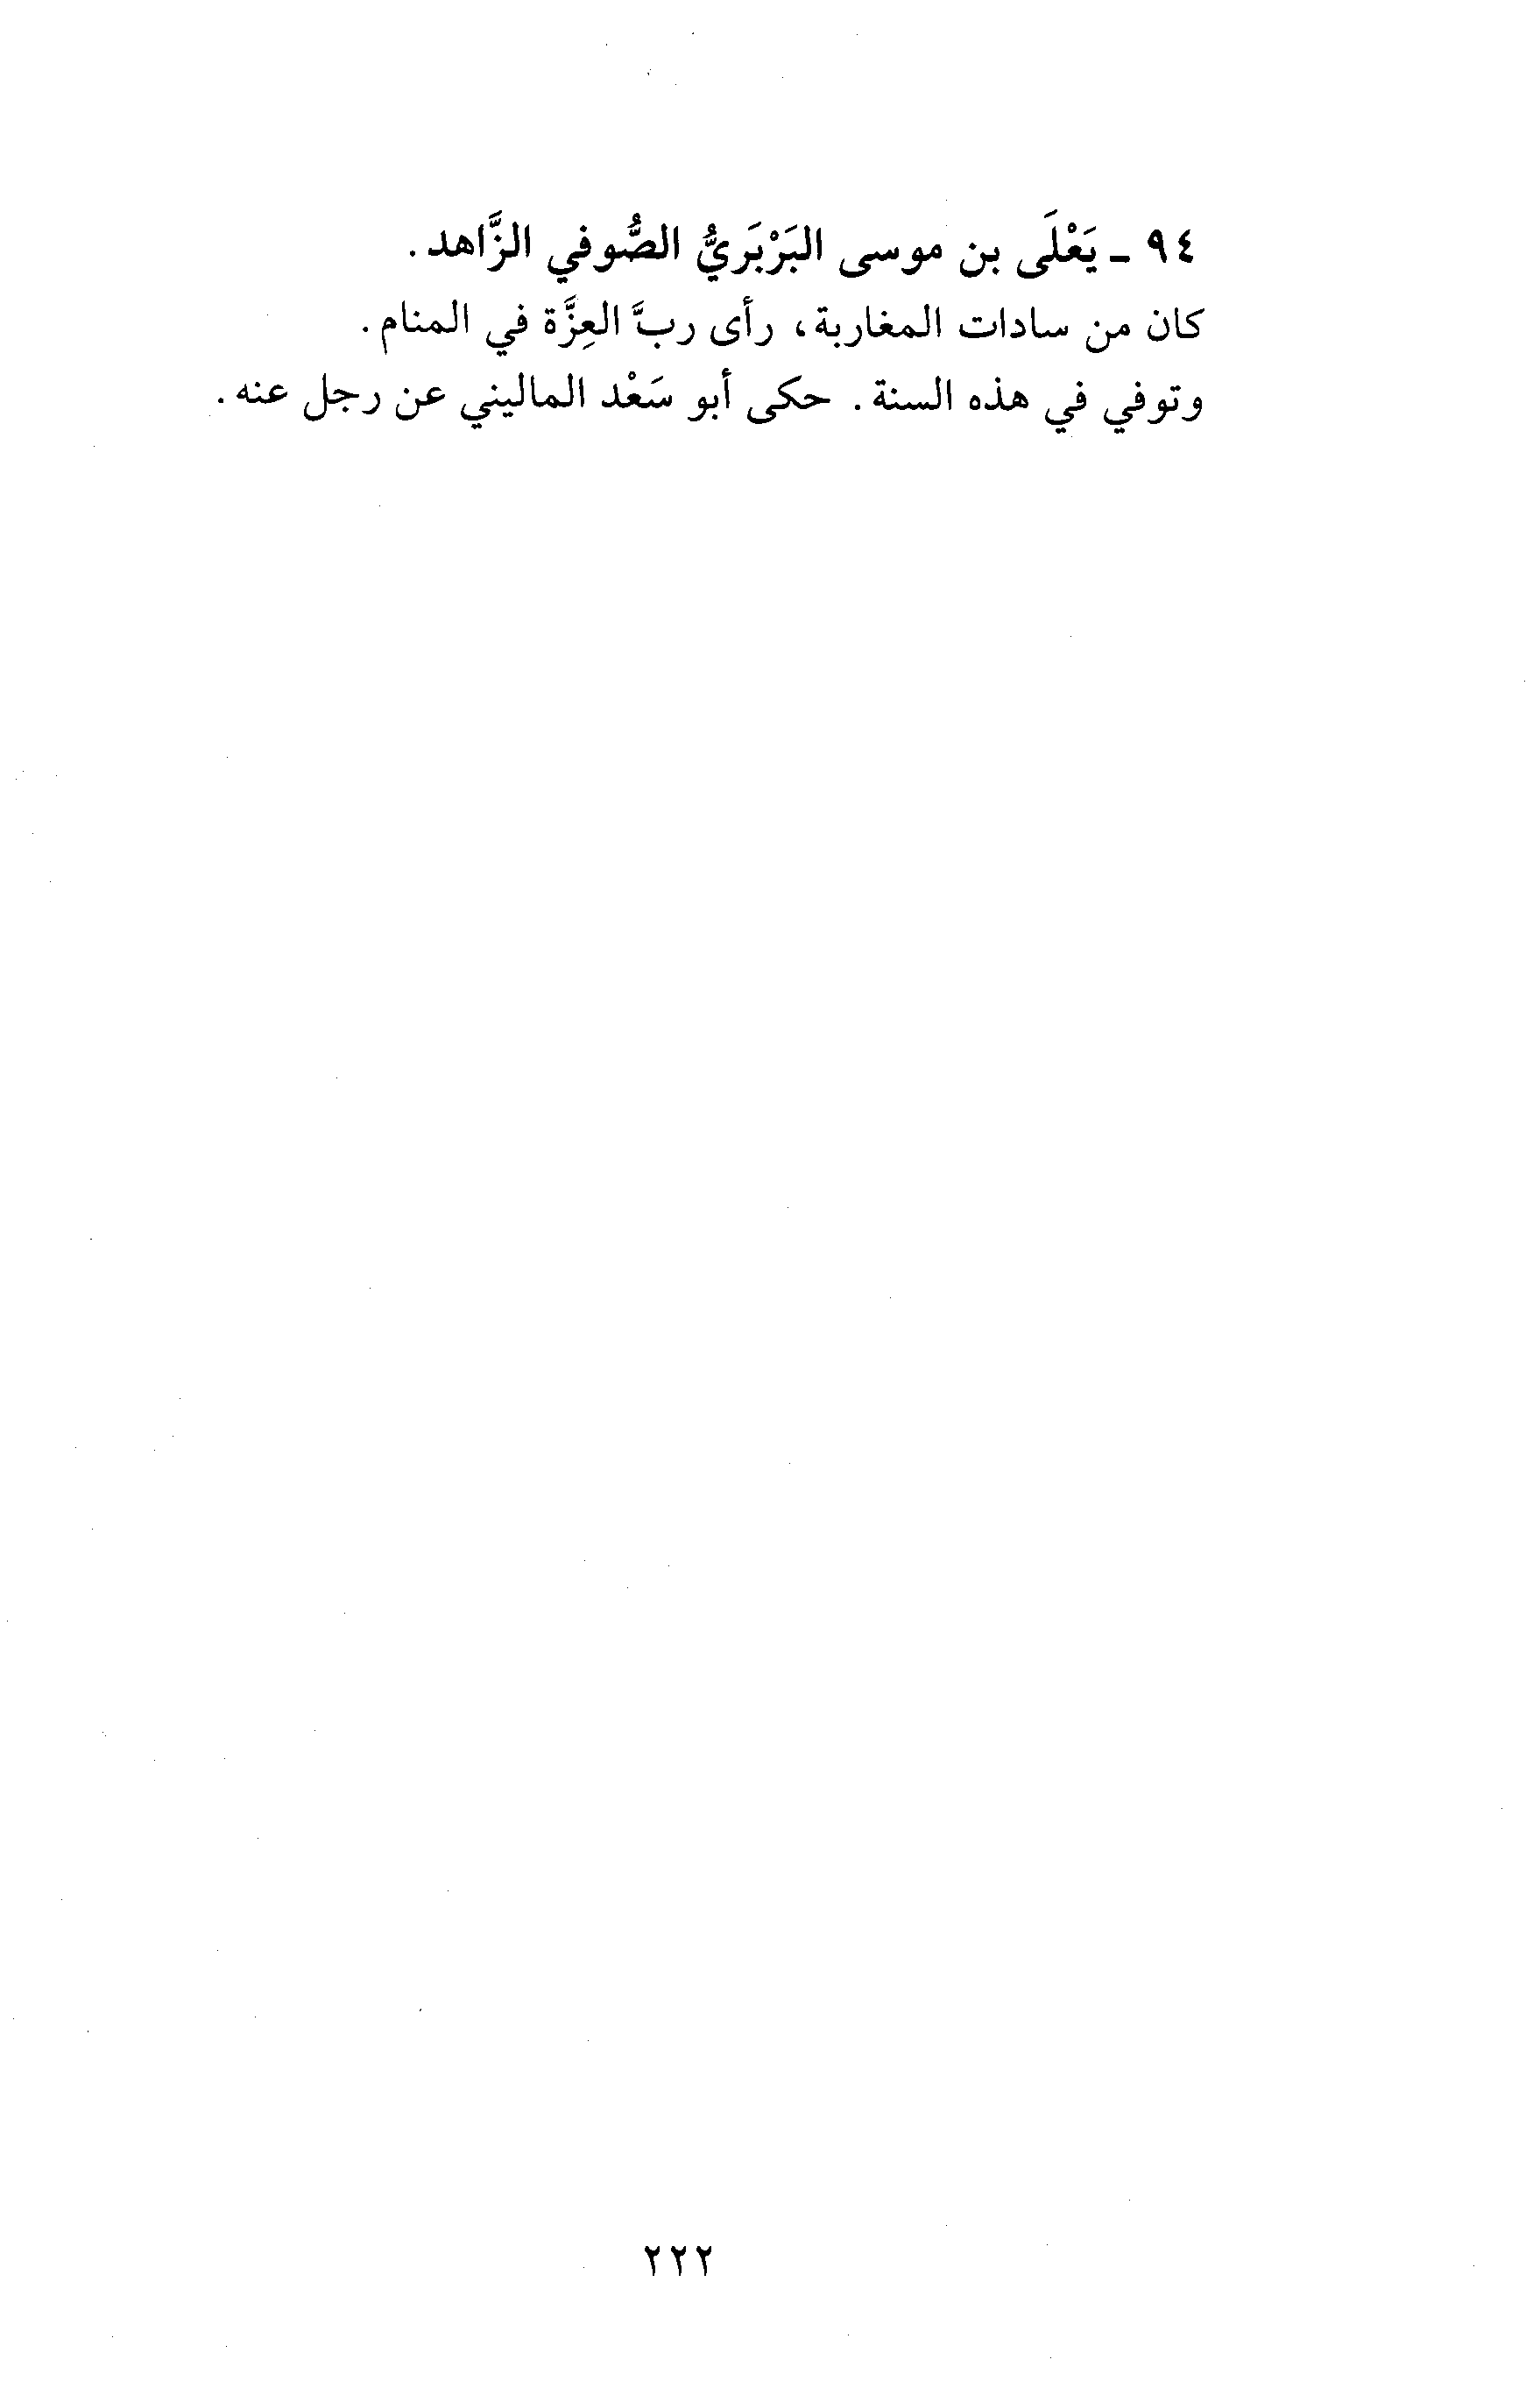 ٩٤ - يَعْلَى بن موسى البَرْبَريُّ الصُّوفي الزَّاهد.
كان من سادات المغاربة، رأى ربَّ العِزَّة في المنام.
وتوفي في هذه السنة. حكى أبو سَعْد الماليني عن رجل عنه.
٢٢٢